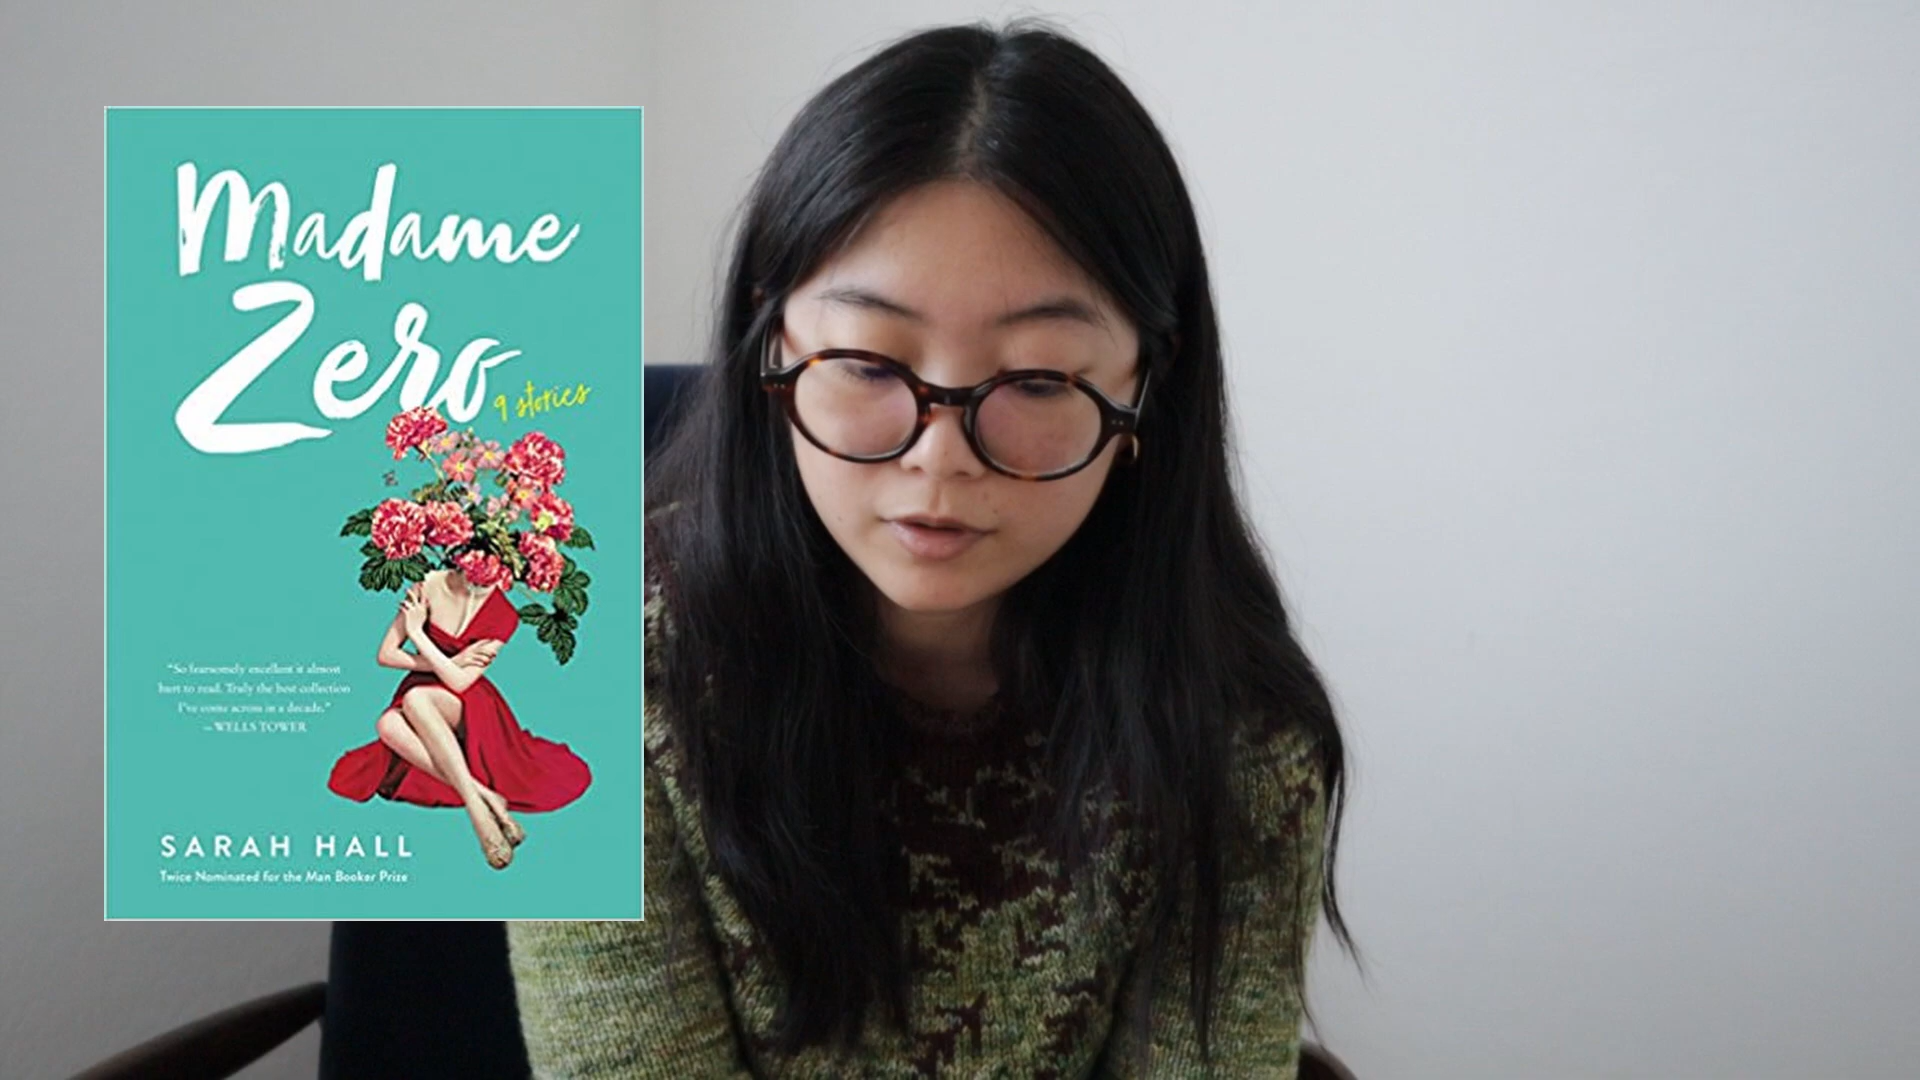 Madame
Zero
9 stories
"So fearsomely excellent it almost
hurt to read. Truly the best collection
I've come across in a decade."
– WELLS TOWER
SARAH HALL
Twice Nominated for the Man Booker Prize